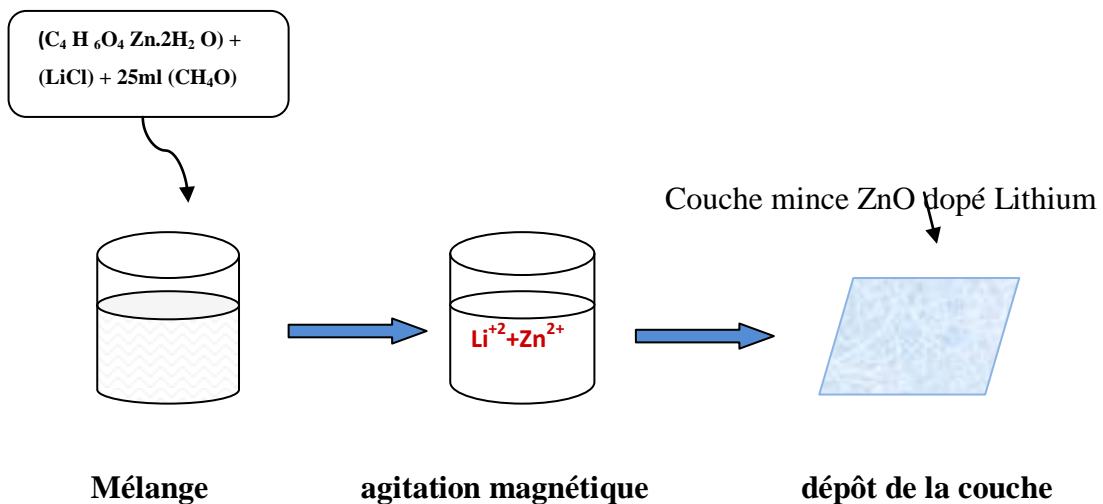 (C₄ H ₆O₄ Zn.2H₂ O) +
(LiCl) + 25ml (CH₄O)
Couche mince ZnO dopé Lithium
Li⁺²+Zn²⁺
Mélange
agitation magnétique
dépôt de la couche